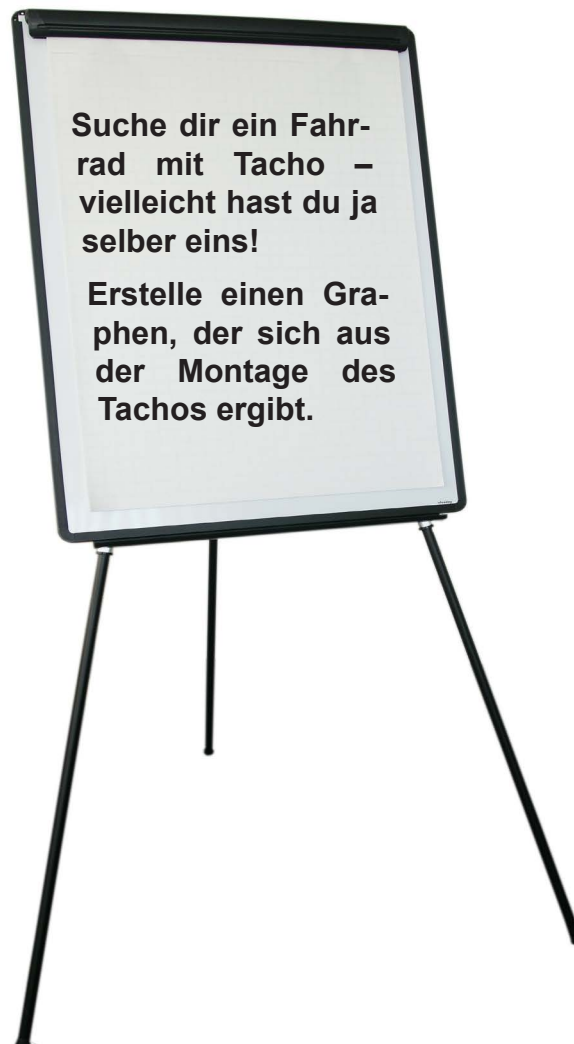 Suche dir ein Fahr-
rad mit Tacho –
vielleicht hast du ja
selber eins!
Erstelle einen Gra-
phen, der sich aus
der Montage des
Tachos ergibt.